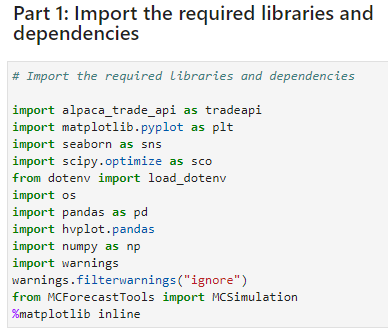 Part 1: Import the required libraries and
dependencies
# Import the required libraries and dependencies
import alpaca_trade_api as tradeapi
import matplotlib.pyplot as plt
import seaborn as sns
import scipy.optimize as sco
from dotenv import load_dotenv
import os
import pandas as pd
import hvplot.pandas
import numpy as np
import warnings
warnings.filterwarnings("ignore")
from MCForecastTools import MCSimulation
%matplotlib inline